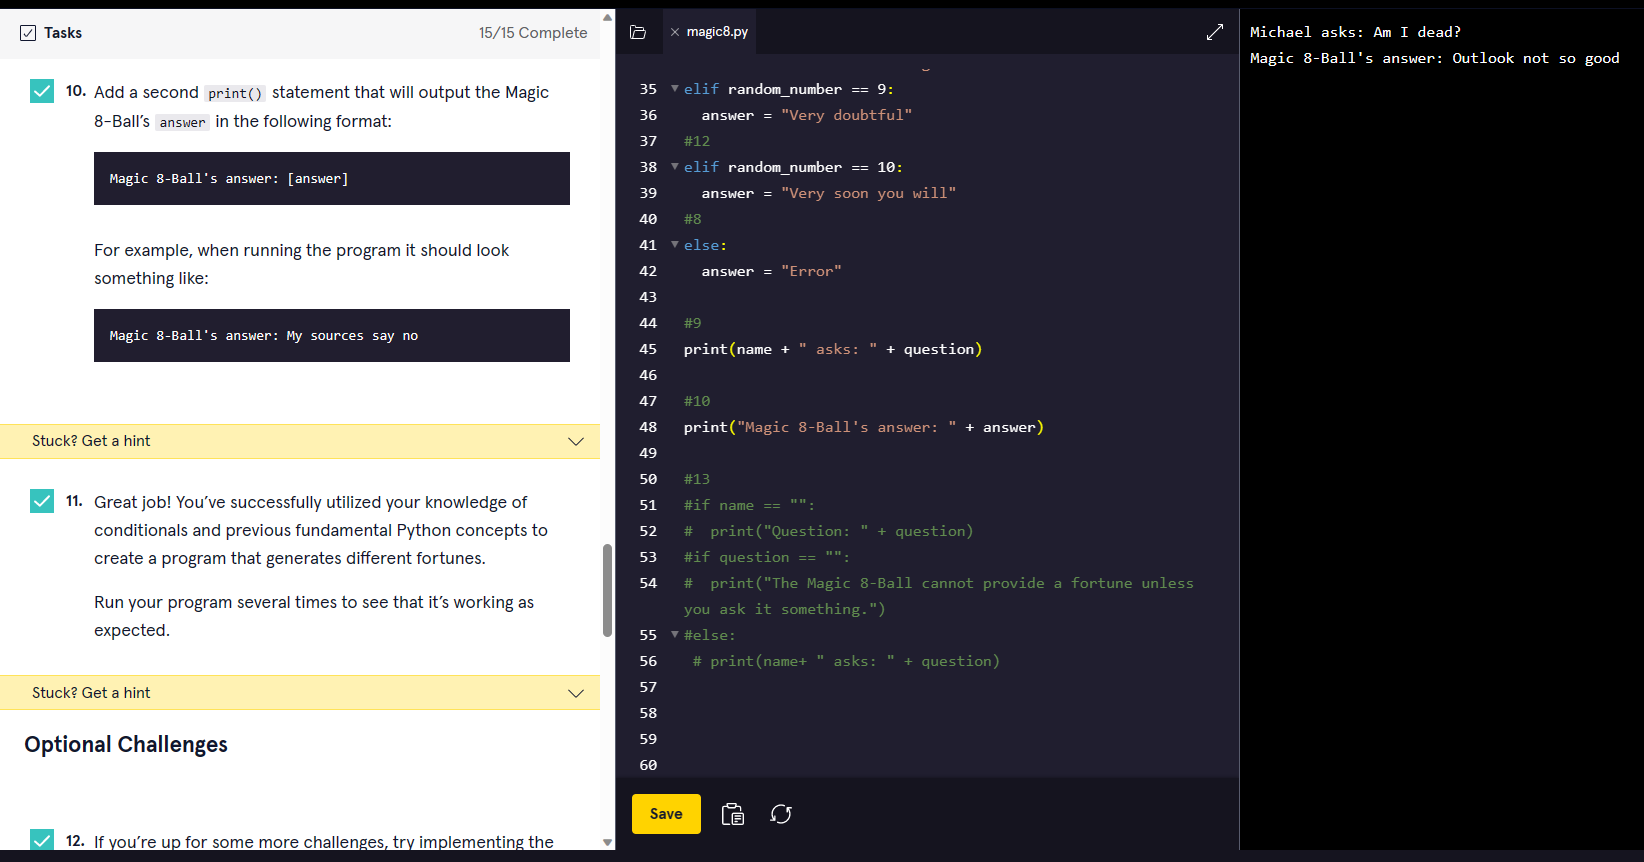 Tasks
15/15 Complete
10. Add a second print() statement that will output the Magic
8-Ball’s answer in the following format:
Magic 8-Ball's answer: [answer]
For example, when running the program it should look
something like:
Magic 8-Ball's answer: My sources say no
Stuck? Get a hint
11. Great job! You’ve successfully utilized your knowledge of
conditionals and previous fundamental Python concepts to
create a program that generates different fortunes.
Run your program several times to see that it’s working as
expected.
Stuck? Get a hint
Optional Challenges
12. If you’re up for some more challenges, try implementing the
magic8.py
35 elif random_number == 9:
36 answer = "Very doubtful"
37 #12
38 elif random_number == 10:
39 answer = "Very soon you will"
40 #8
41 else:
42 answer = "Error"
43
44 #9
45 print(name + " asks: " + question)
46
47 #10
48 print("Magic 8-Ball's answer: " + answer)
49
50 #13
51 #if name == "":
52 #  print("Question: " + question)
53 #if question == "":
54 #  print("The Magic 8-Ball cannot provide a fortune unless
you ask it something.")
55 #else:
56 # print(name+ " asks: " + question)
57
58
59
60
Save
Michael asks: Am I dead?
Magic 8-Ball's answer: Outlook not so good